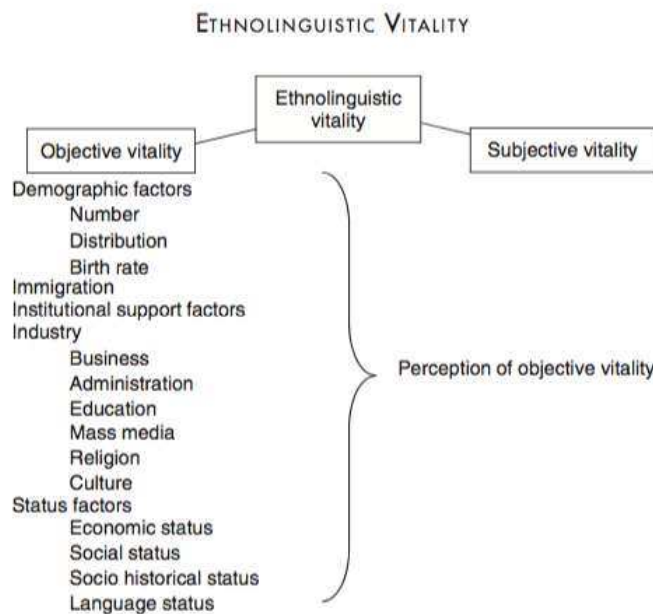 ETHNOLINGUISTIC VITALITY
Ethnolinguistic
vitality
Objective vitality
Subjective vitality
Demographic factors
Number
Distribution
Birth rate
Immigration
Institutional support factors
Industry
Business
Administration
Education
Mass media
Religion
Culture
Status factors
Economic status
Social status
Socio historical status
Language status
Perception of objective vitality